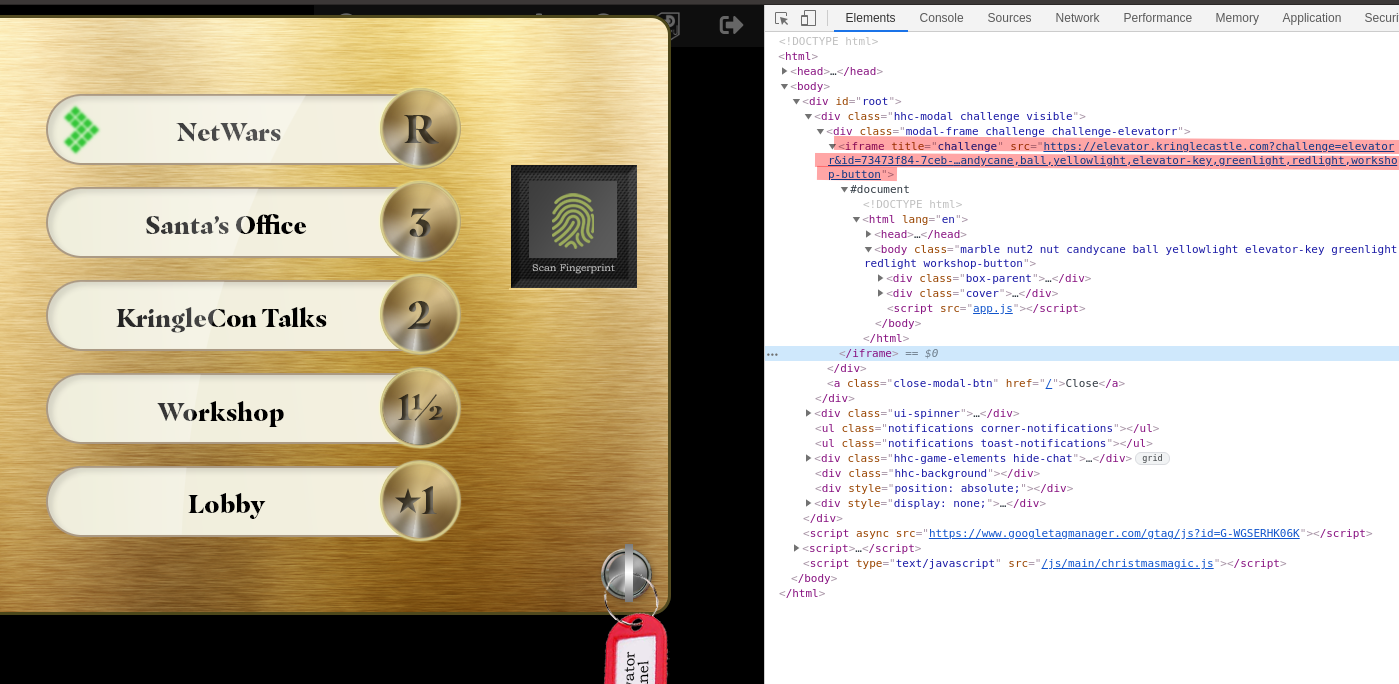 NetWars
R
Santa's Office
3
KringleCon Talks
2
Workshop
1½
Lobby
★1
Scan Fingerprint
Elements Console Sources Network Performance Memory Application
<!DOCTYPE html>
<html>
<head>…</head>
<body>
<div id="root">
<div class="hhc-modal challenge visible">
<div class="modal-frame challenge challenge-elevatorr">
<iframe title="challenge" src="https://elevator.kringlecastle.com?challenge=elevator
r&id=73473f84-7ceb-…andycane,ball,yellowlight,elevator-key,greenlight,redlight,worksho
p-button">
#document
<!DOCTYPE html>
<html lang="en">
<head>…</head>
<body class="marble nut2 nut candycane ball yellowlight elevator-key greenlight
redlight workshop-button">
<div class="box-parent">…</div>
<div class="cover">…</div>
<script src="app.js"></script>
</body>
</html>
… </iframe> == $0
</div>
<a class="close-modal-btn" href="/">Close</a>
</div>
<div class="ui-spinner">…</div>
<ul class="notifications corner-notifications"></ul>
<ul class="notifications toast-notifications"></ul>
<div class="hhc-game-elements hide-chat">…</div> grid
<div class="hhc-background"></div>
<div style="position: absolute;"></div>
<div style="display: none;">…</div>
</div>
<script async src="https://www.googletagmanager.com/gtag/js?id=G-WGSERHK06K"></script>
<script>…</script>
<script type="text/javascript" src="/js/main/christmasmagic.js"></script>
</body>
</html>